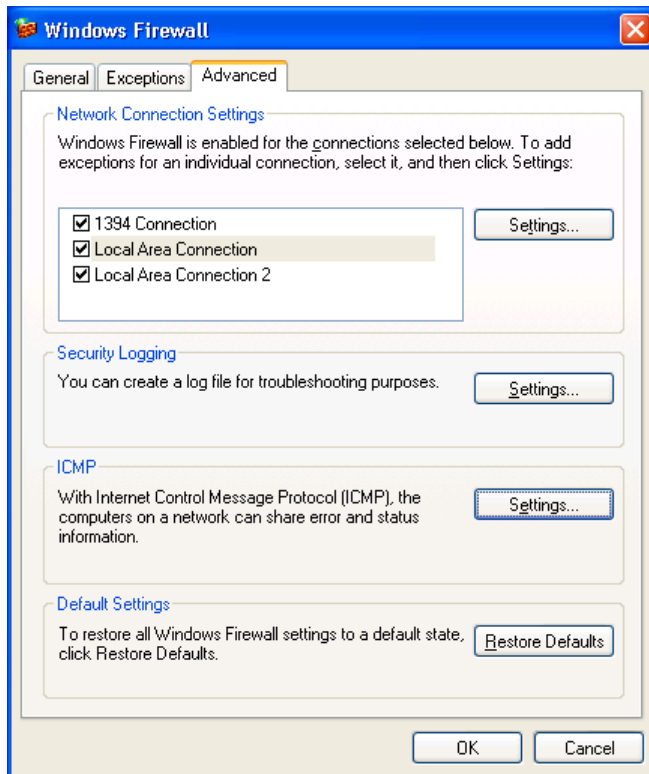 Windows Firewall
General
Exceptions
Advanced
Network Connection Settings
Windows Firewall is enabled for the connections selected below. To add
exceptions for an individual connection, select it, and then click Settings:
1394 Connection
Settings...
Local Area Connection
Local Area Connection 2
Security Logging
You can create a log file for troubleshooting purposes.
Settings...
ICMP
With Internet Control Message Protocol (ICMP), the
computers on a network can share error and status
information.
Settings...
Default Settings
To restore all Windows Firewall settings to a default state,
click Restore Defaults.
Restore Defaults
OK
Cancel